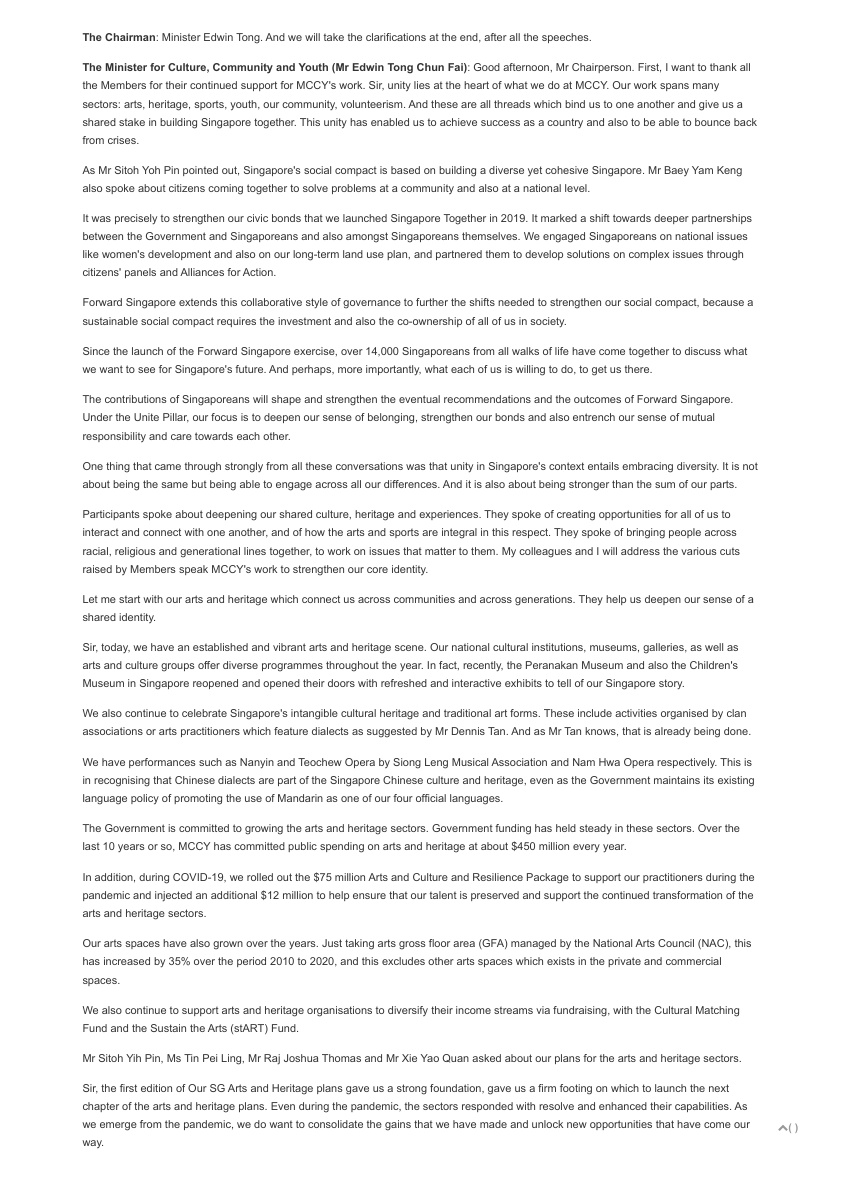 The Chairman: Minister Edwin Tong. And we will take the clarifications at the end, after all the speeches.
The Minister for Culture, Community and Youth (Mr Edwin Tong Chun Fai): Good afternoon, Mr Chairperson. First, I want to thank all
the Members for their continued support for MCCY's work. Sir, unity lies at the heart of what we do at MCCY. Our work spans many
sectors: arts, heritage, sports, youth, our community, volunteerism. And these are all threads which bind us to one another and give us a
shared stake in building Singapore together. This unity has enabled us to achieve success as a country and also to be able to bounce back
from crises.
As Mr Sitoh Yoh Pin pointed out, Singapore's social compact is based on building a diverse yet cohesive Singapore. Mr Baey Yam Keng
also spoke about citizens coming together to solve problems at a community and also at a national level.
It was precisely to strengthen our civic bonds that we launched Singapore Together in 2019. It marked a shift towards deeper partnerships
between the Government and Singaporeans and also amongst Singaporeans themselves. We engaged Singaporeans on national issues
like women's development and also on our long-term land use plan, and partnered them to develop solutions on complex issues through
citizens' panels and Alliances for Action.
Forward Singapore extends this collaborative style of governance to further the shifts needed to strengthen our social compact, because a
sustainable social compact requires the investment and also the co-ownership of all of us in society.
Since the launch of the Forward Singapore exercise, over 14,000 Singaporeans from all walks of life have come together to discuss what
we want to see for Singapore's future. And perhaps, more importantly, what each of us is willing to do, to get us there.
The contributions of Singaporeans will shape and strengthen the eventual recommendations and the outcomes of Forward Singapore.
Under the Unite Pillar, our focus is to deepen our sense of belonging, strengthen our bonds and also entrench our sense of mutual
responsibility and care towards each other.
One thing that came through strongly from all these conversations was that unity in Singapore's context entails embracing diversity. It is not
about being the same but being able to engage across all our differences. And it is also about being stronger than the sum of our parts.
Participants spoke about deepening our shared culture, heritage and experiences. They spoke of creating opportunities for all of us to
interact and connect with one another, and of how the arts and sports are integral in this respect. They spoke of bringing people across
racial, religious and generational lines together, to work on issues that matter to them. My colleagues and I will address the various cuts
raised by Members speak MCCY's work to strengthen our core identity.
Let me start with our arts and heritage which connect us across communities and across generations. They help us deepen our sense of a
shared identity.
Sir, today, we have an established and vibrant arts and heritage scene. Our national cultural institutions, museums, galleries, as well as
arts and culture groups offer diverse programmes throughout the year. In fact, recently, the Peranakan Museum and also the Children's
Museum in Singapore reopened and opened their doors with refreshed and interactive exhibits to tell of our Singapore story.
We also continue to celebrate Singapore's intangible cultural heritage and traditional art forms. These include activities organised by clan
associations or arts practitioners which feature dialects as suggested by Mr Dennis Tan. And as Mr Tan knows, that is already being done.
We have performances such as Nanyin and Teochew Opera by Siong Leng Musical Association and Nam Hwa Opera respectively. This is
in recognising that Chinese dialects are part of the Singapore Chinese culture and heritage, even as the Government maintains its existing
language policy of promoting the use of Mandarin as one of our four official languages.
The Government is committed to growing the arts and heritage sectors. Government funding has held steady in these sectors. Over the
last 10 years or so, MCCY has committed public spending on arts and heritage at about $450 million every year.
In addition, during COVID-19, we rolled out the $75 million Arts and Culture and Resilience Package to support our practitioners during the
pandemic and injected an additional $12 million to help ensure that our talent is preserved and support the continued transformation of the
arts and heritage sectors.
Our arts spaces have also grown over the years. Just taking arts gross floor area (GFA) managed by the National Arts Council (NAC), this
has increased by 35% over the period 2010 to 2020, and this excludes other arts spaces which exists in the private and commercial
spaces.
We also continue to support arts and heritage organisations to diversify their income streams via fundraising, with the Cultural Matching
Fund and the Sustain the Arts (stART) Fund.
Mr Sitoh Yih Pin, Ms Tin Pei Ling, Mr Raj Joshua Thomas and Mr Xie Yao Quan asked about our plans for the arts and heritage sectors.
Sir, the first edition of Our SG Arts and Heritage plans gave us a strong foundation, gave us a firm footing on which to launch the next
chapter of the arts and heritage plans. Even during the pandemic, the sectors responded with resolve and enhanced their capabilities. As
we emerge from the pandemic, we do want to consolidate the gains that we have made and unlock new opportunities that have come our
way.
( )